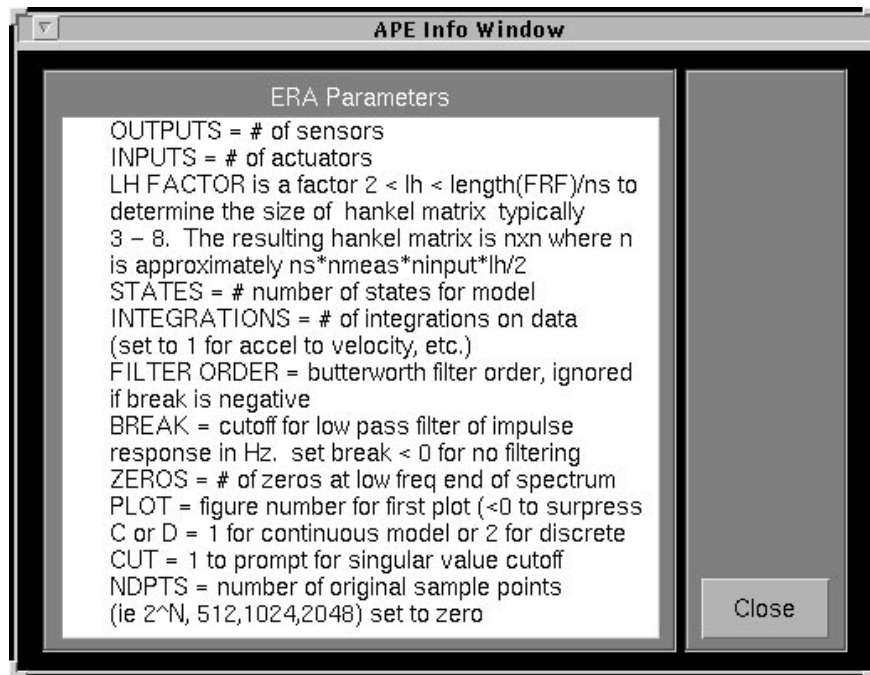 APE Info Window
ERA Parameters
OUTPUTS = # of sensors
INPUTS = # of actuators
LH FACTOR is a factor 2 < lh < length(FRF)/ns to
determine the size of hankel matrix typically
3 – 8. The resulting hankel matrix is nxn where n
is approximately ns*nmeas*ninput*lh/2
STATES = # number of states for model
INTEGRATIONS = # of integrations on data
(set to 1 for accel to velocity, etc.)
FILTER ORDER = butterworth filter order, ignored
if break is negative
BREAK = cutoff for low pass filter of impulse
response in Hz. set break < 0 for no filtering
ZEROS = # of zeros at low freq end of spectrum
PLOT = figure number for first plot (<0 to surpress
C or D = 1 for continuous model or 2 for discrete
CUT = 1 to prompt for singular value cutoff
NDPTS = number of original sample points
(ie 2^N, 512,1024,2048) set to zero
Close